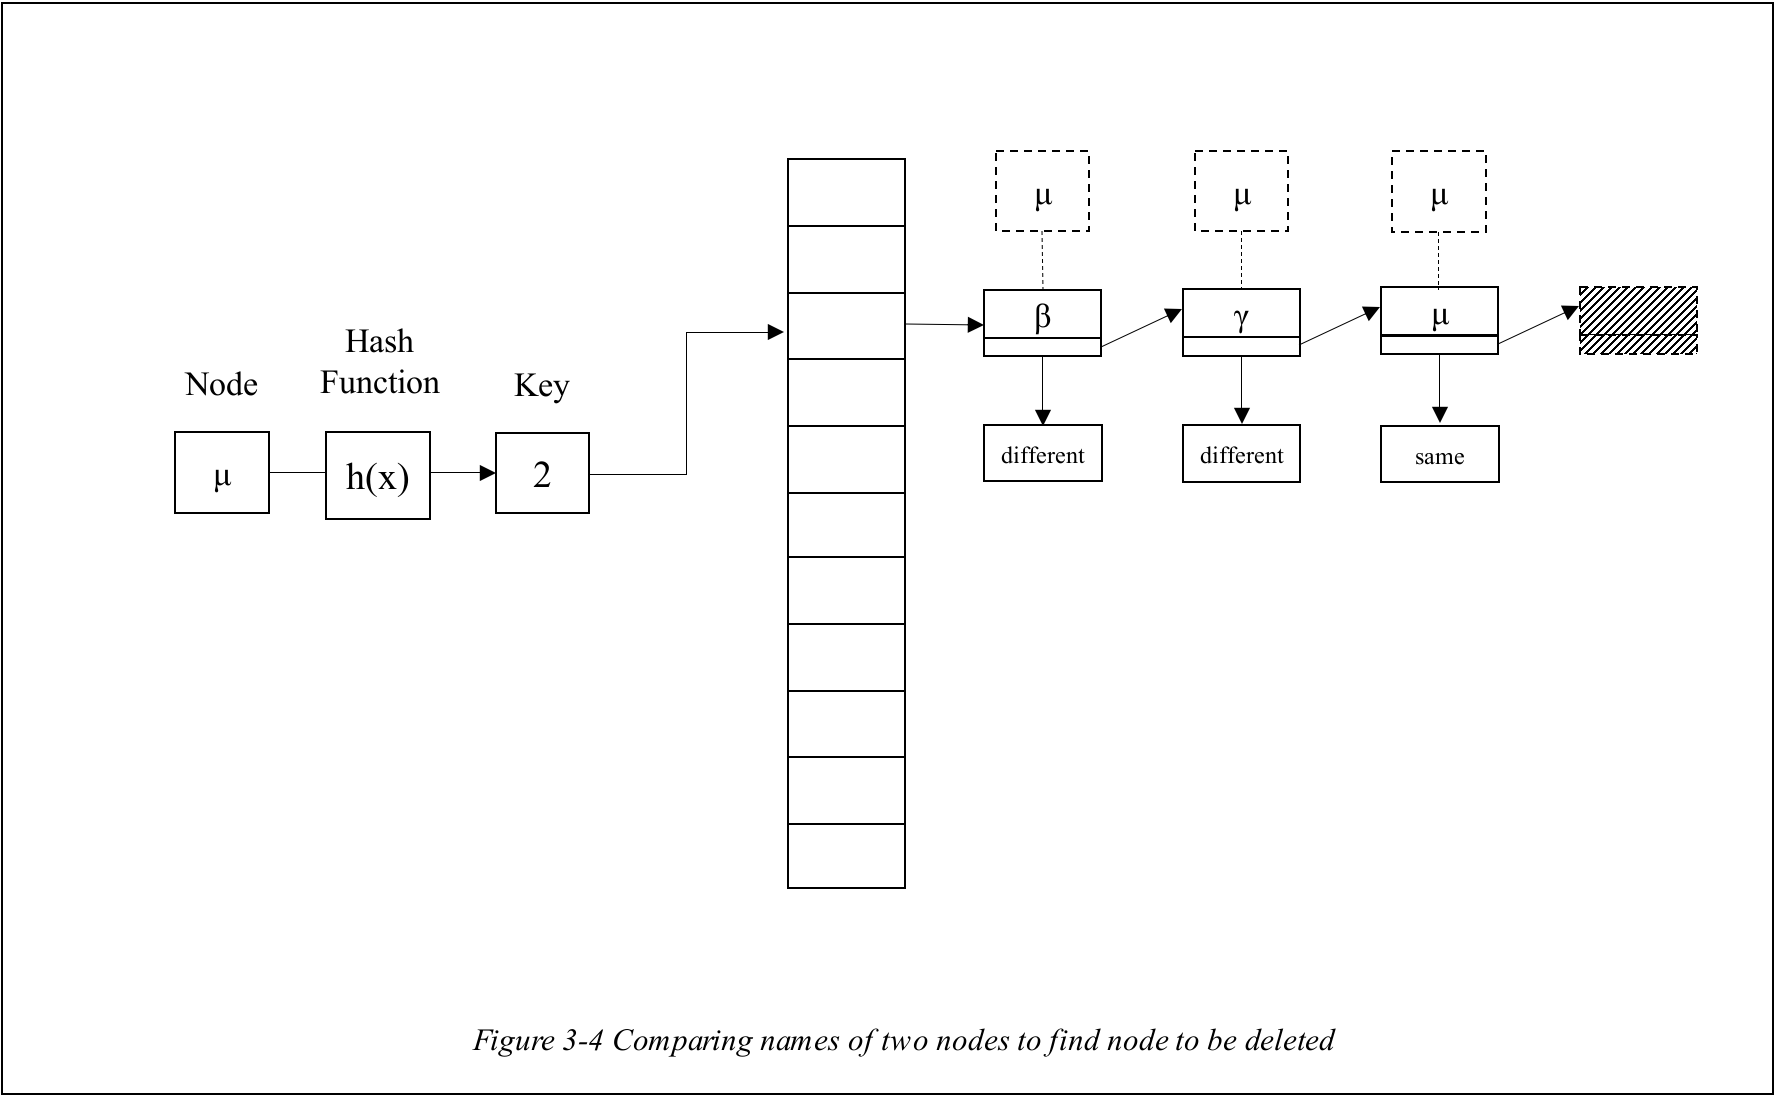 Node
Hash
Function
Key
μ
h(x)
2
μ
μ
μ
β
γ
μ
different
different
same
Figure 3-4 Comparing names of two nodes to find node to be deleted